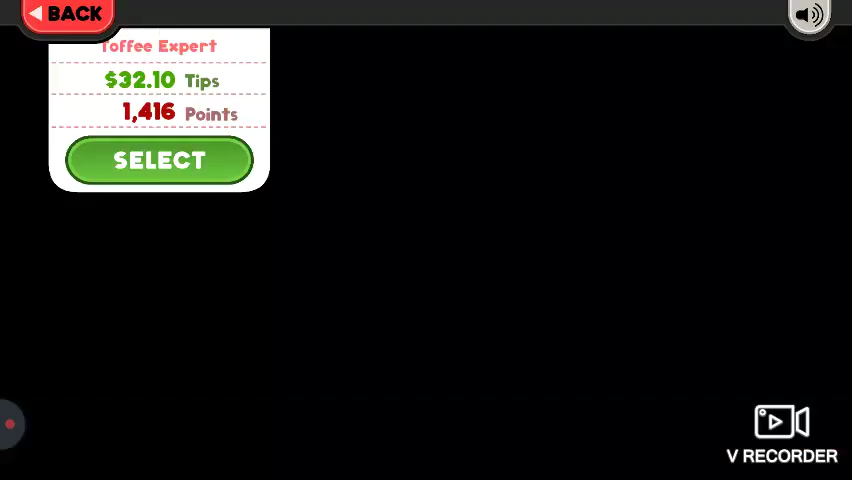 BACK
Toffee Expert
$32.10 Tips
1,416 Points
SELECT
V RECORDER